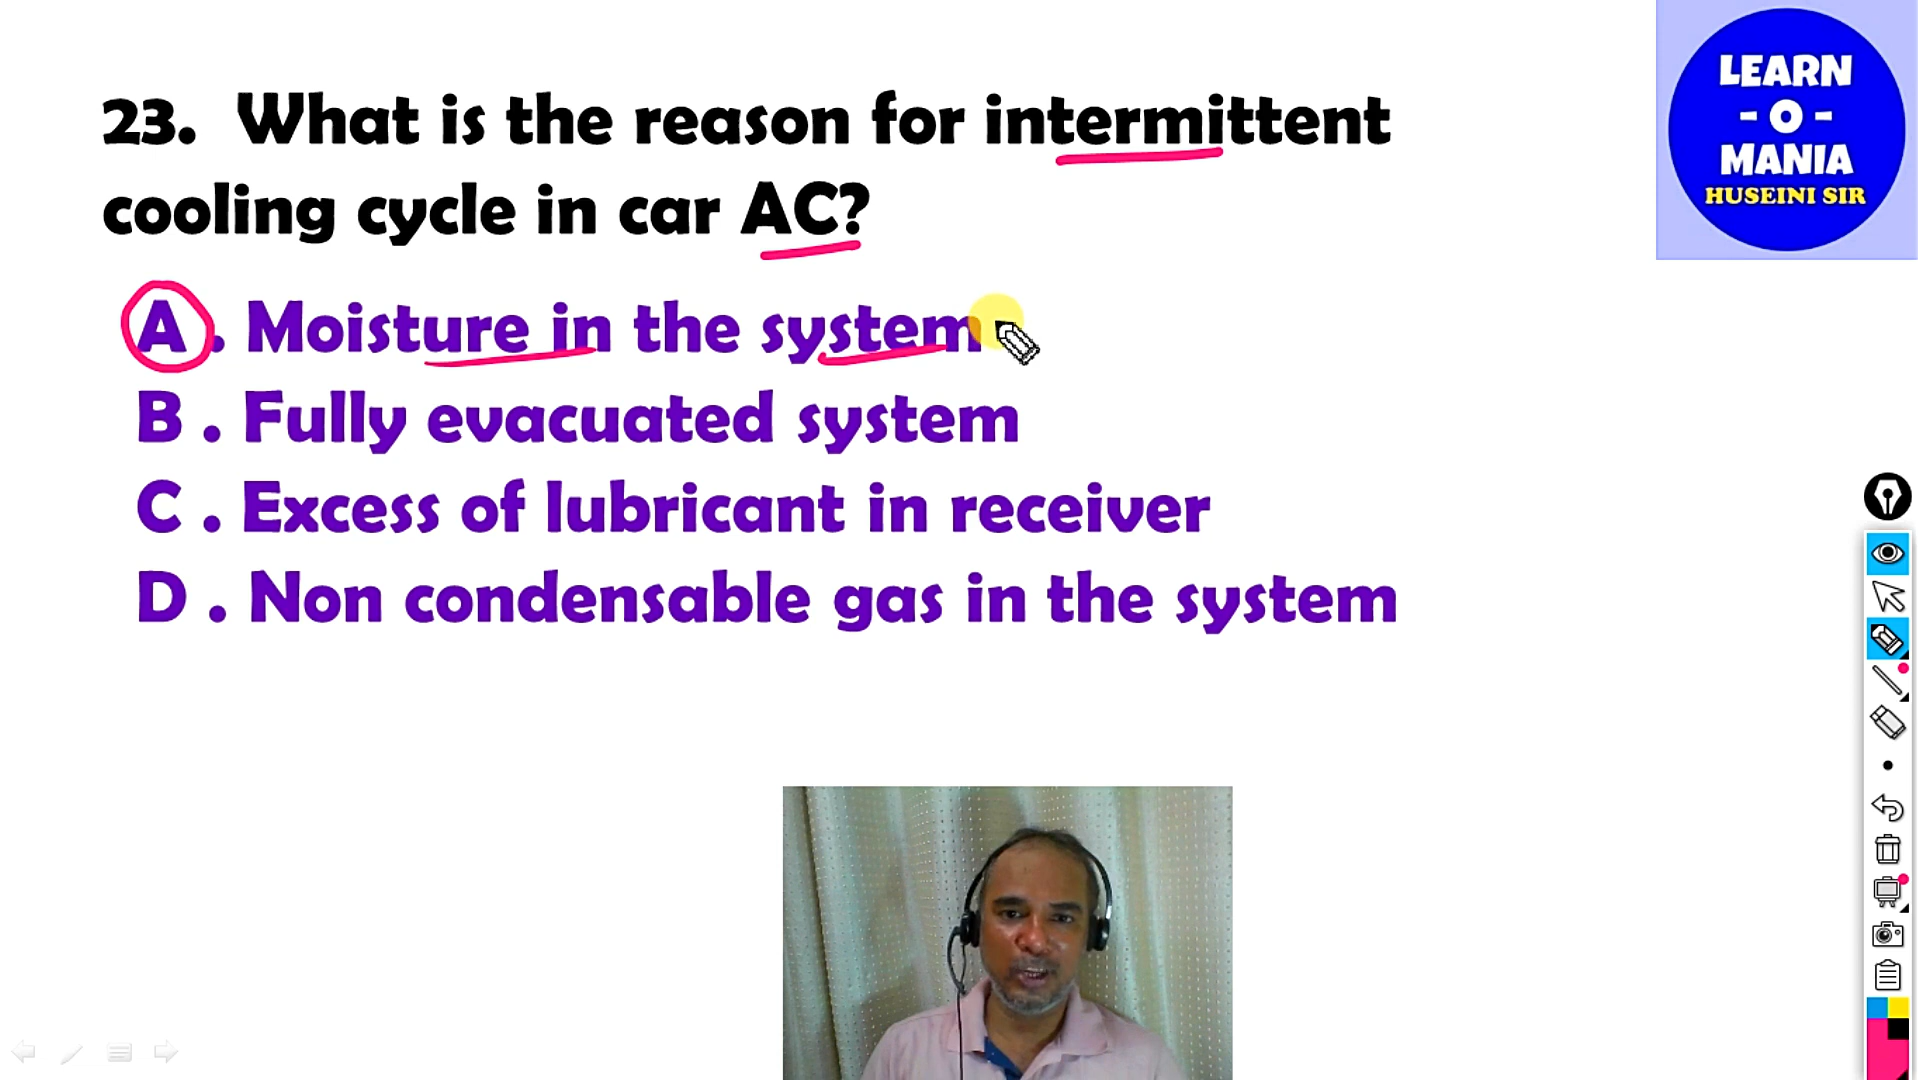 23. What is the reason for intermittent
cooling cycle in car AC?
A . Moisture in the system
B . Fully evacuated system
C . Excess of lubricant in receiver
D . Non condensable gas in the system
LEARN
- O -
MANIA
HUSEINI SIR